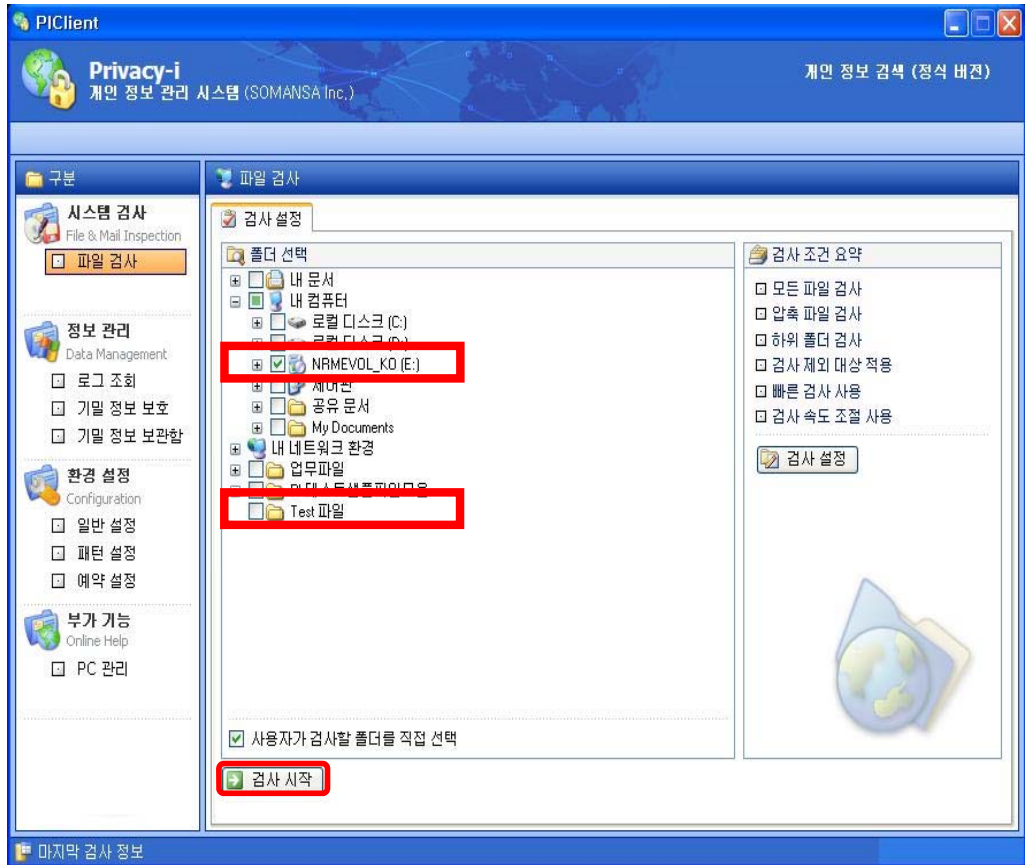 PIClient
Privacy-i
개인 정보 관리 시스템 (SOMANSA Inc,)
개인 정보 검색 (정식 버전)
구분
시스템 검사
File & Mail Inspection
파일 검사
정보 관리
Data Management
로그 조회
기밀 정보 보호
기밀 정보 보관함
환경 설정
Configuration
일반 설정
패턴 설정
예약 설정
부가 기능
Online Help
PC 관리
파일 검사
검사 설정
폴더 선택
내 문서
내 컴퓨터
로컬 디스크 (C:)
로컬 디스크 (D:)
NRMEVOL_KO (E:)
제어판
공유 문서
My Documents
내 네트워크 환경
업무파일
Test 파일
사용자가 검사할 폴더를 직접 선택
검사 시작
검사 조건 요약
모든 파일 검사
압축 파일 검사
하위 폴더 검사
검사 제외 대상 적용
빠른 검사 사용
검사 속도 조절 사용
검사 설정
마지막 검사 정보